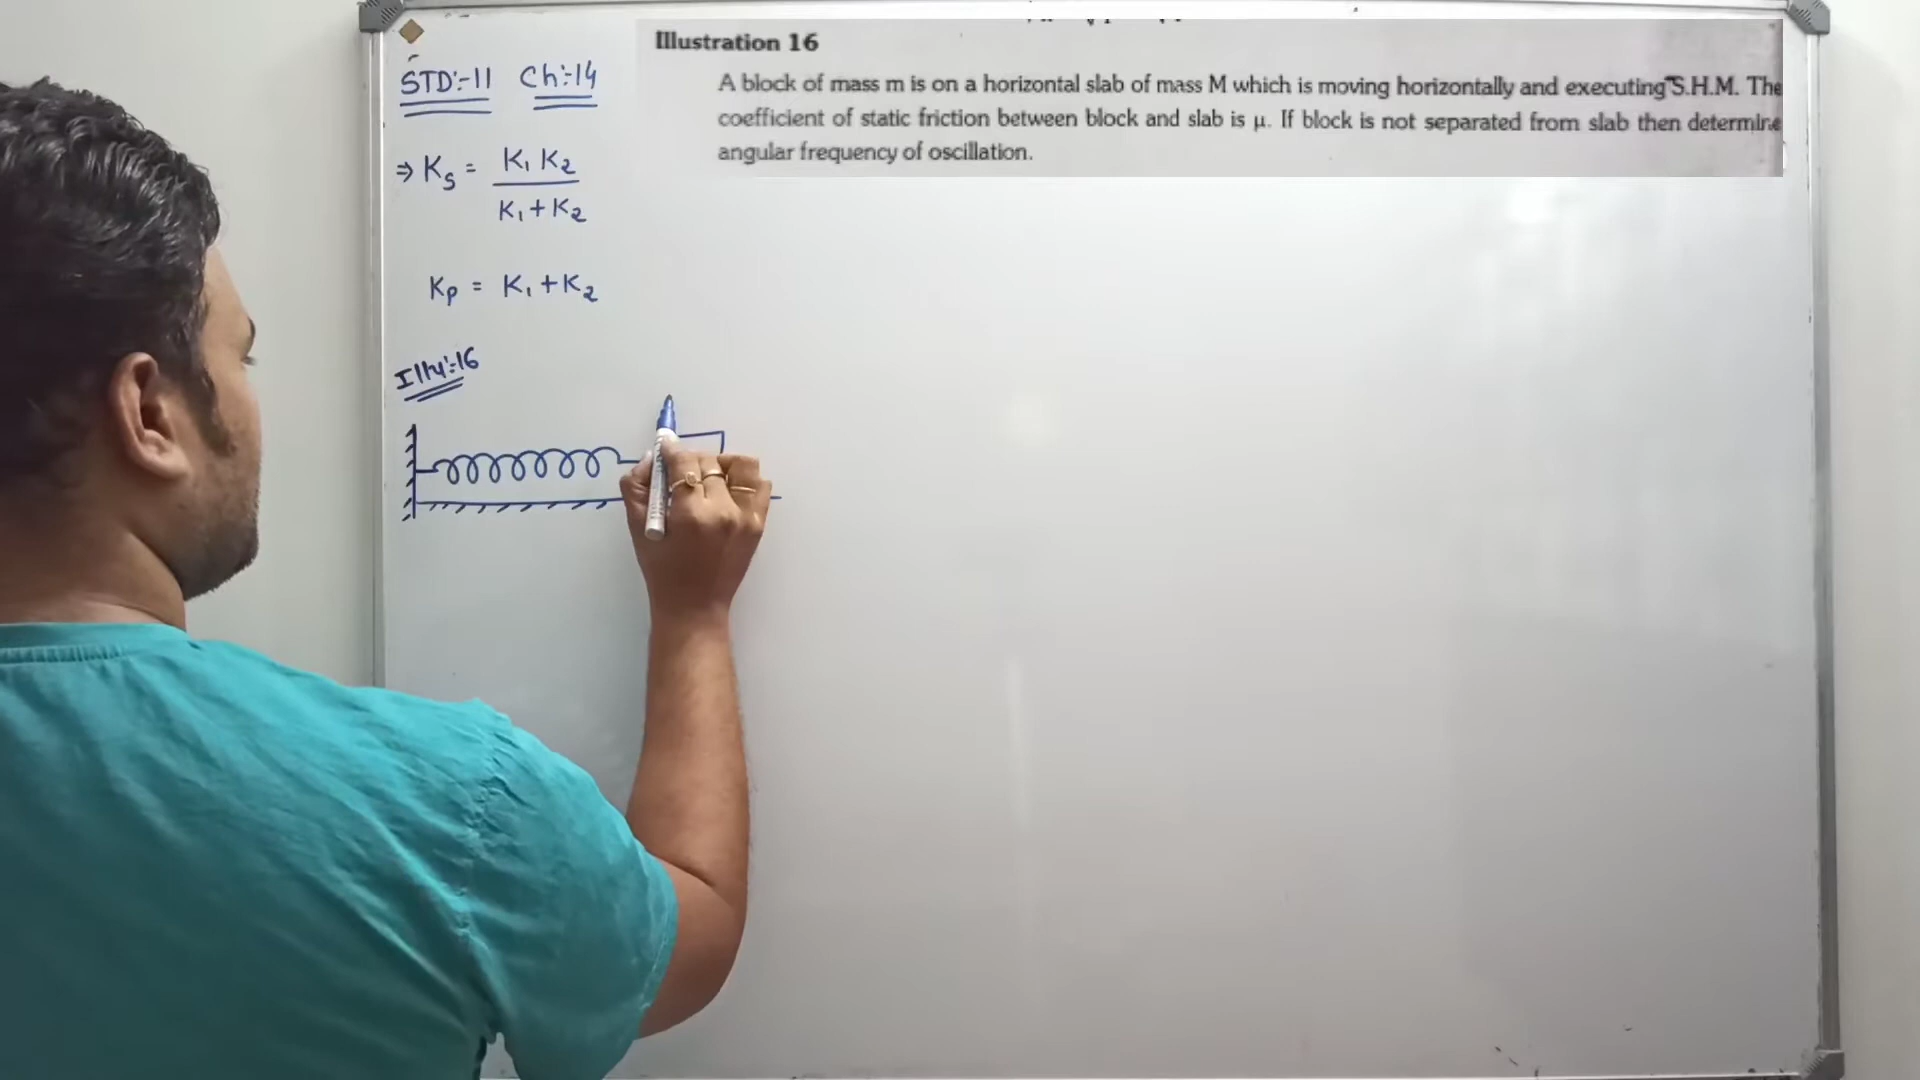 Illustration 16
A block of mass m is on a horizontal slab of mass M which is moving horizontally and executing S.H.M. The
coefficient of static friction between block and slab is μ. If block is not separated from slab then determine
angular frequency of oscillation.
STD:-11 Ch:-14
⇒ Ks = K1 K2 / K1 + K2
Kp = K1 + K2
Illu:-16